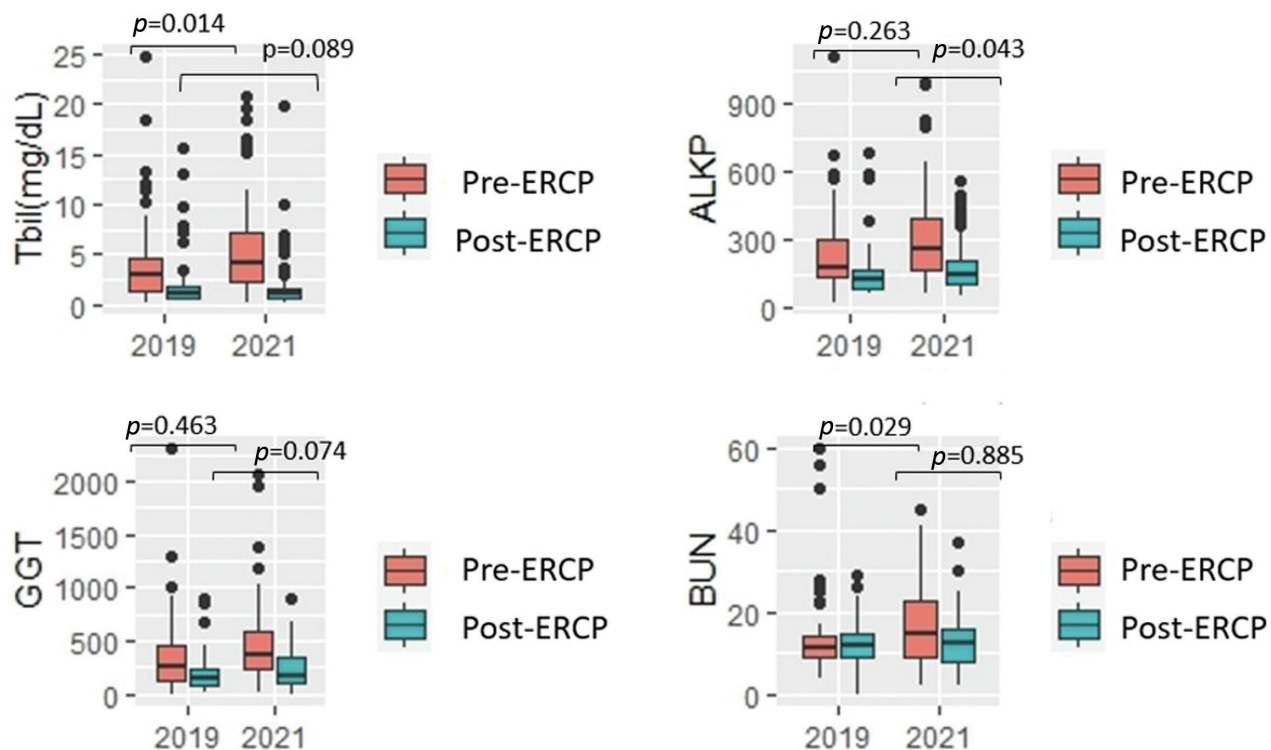 p=0.014
p=0.089
25
20
15
10
5
0
Tbil(mg/dL)
2019 2021
Pre-ERCP
Post-ERCP
p=0.263
p=0.043
900
600
300
0
ALKP
2019 2021
Pre-ERCP
Post-ERCP
p=0.463
p=0.074
2000
1500
1000
500
0
GGT
2019 2021
Pre-ERCP
Post-ERCP
p=0.029
p=0.885
60
40
20
0
BUN
2019 2021
Pre-ERCP
Post-ERCP